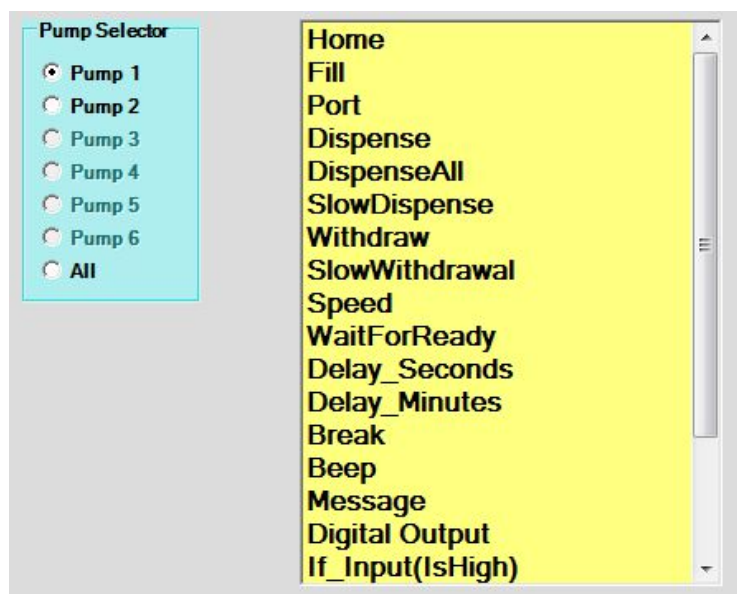 Pump Selector
Pump 1
Pump 2
Pump 3
Pump 4
Pump 5
Pump 6
All
Home
Fill
Port
Dispense
DispenseAll
SlowDispense
Withdraw
SlowWithdrawal
Speed
WaitForReady
Delay_Seconds
Delay_Minutes
Break
Beep
Message
Digital Output
If_Input(IsHigh)